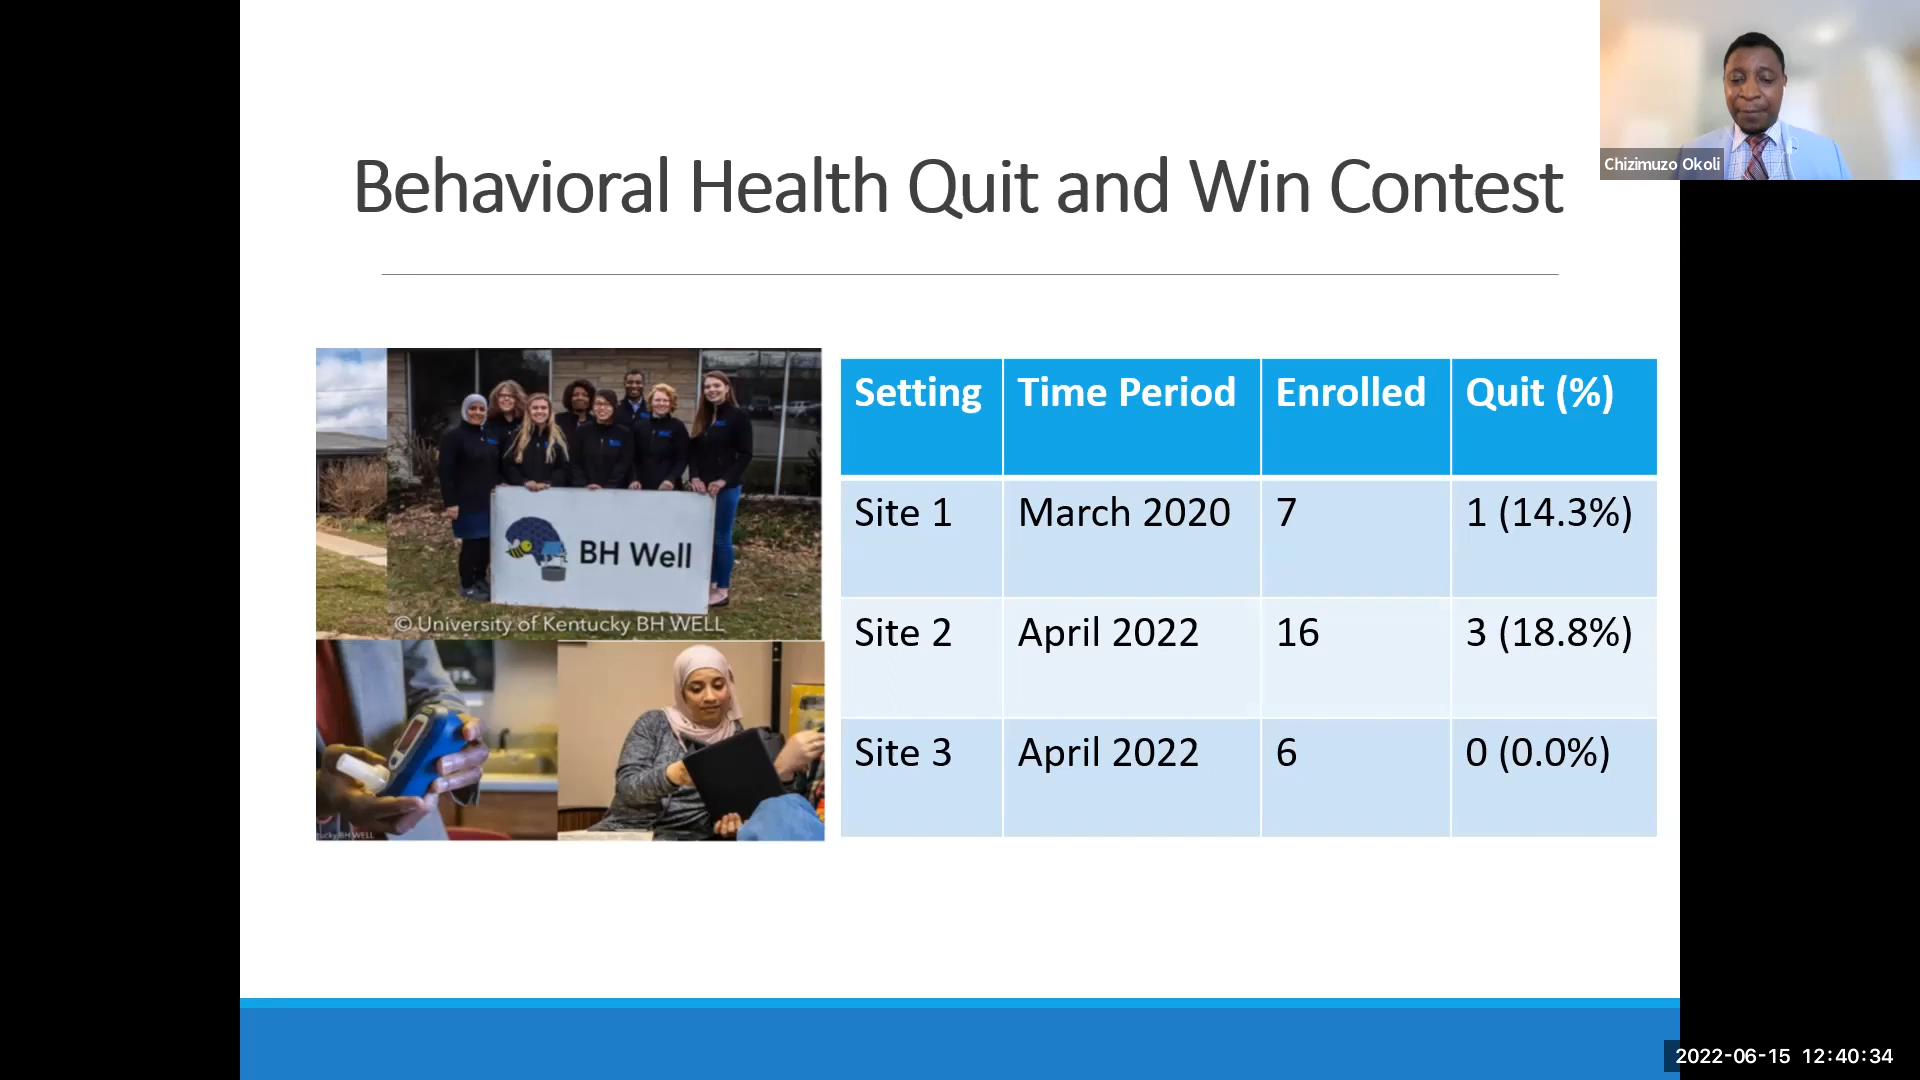 Chizimuzo Okoli
Behavioral Health Quit and Win Contest
BH Well
© University of Kentucky BH WELL
Setting Time Period Enrolled Quit (%)
Site 1 March 2020 7 1 (14.3%)
Site 2 April 2022 16 3 (18.8%)
Site 3 April 2022 6 0 (0.0%)
BH WELL
2022-06-15 12:40:34